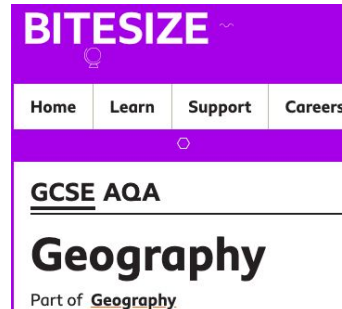 BITESIZE
Home Learn Support Careers
GCSE AQA
Geography
Part of Geography